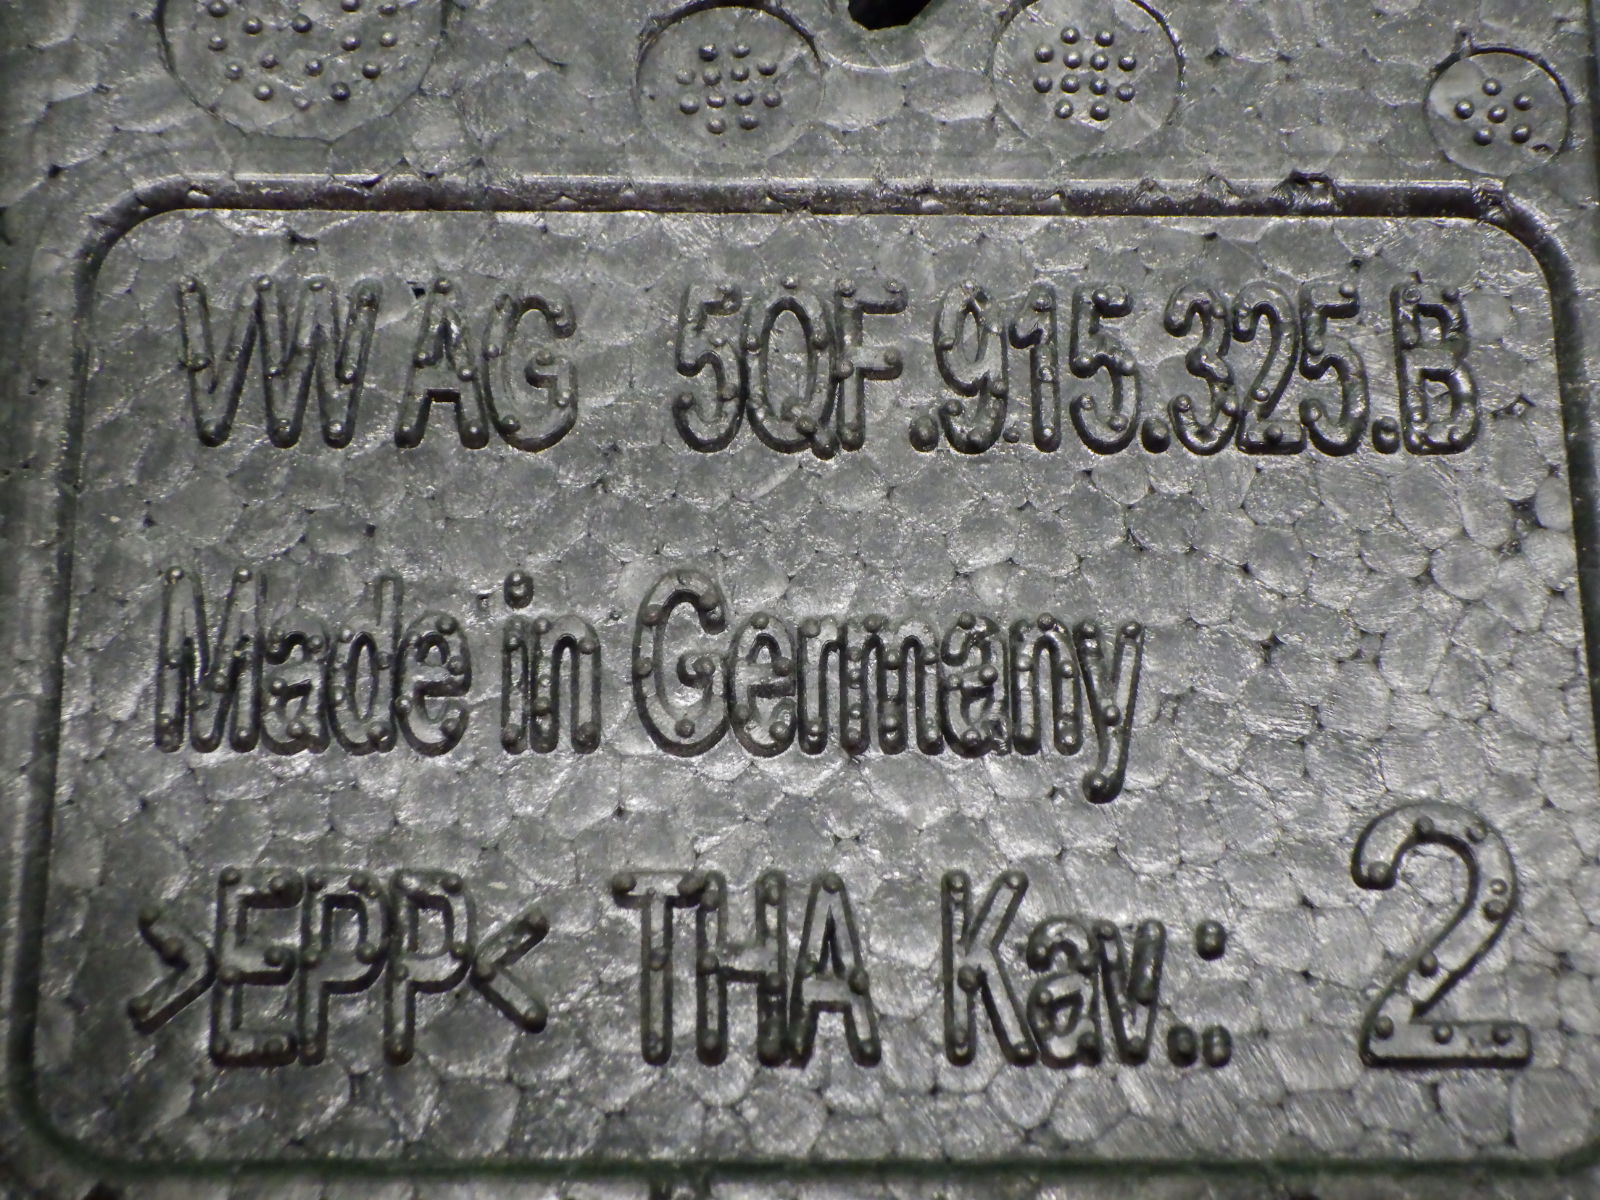 VW AG 5QF.915.325.B
Made in Germany
>EPP< THA Kav.: 2